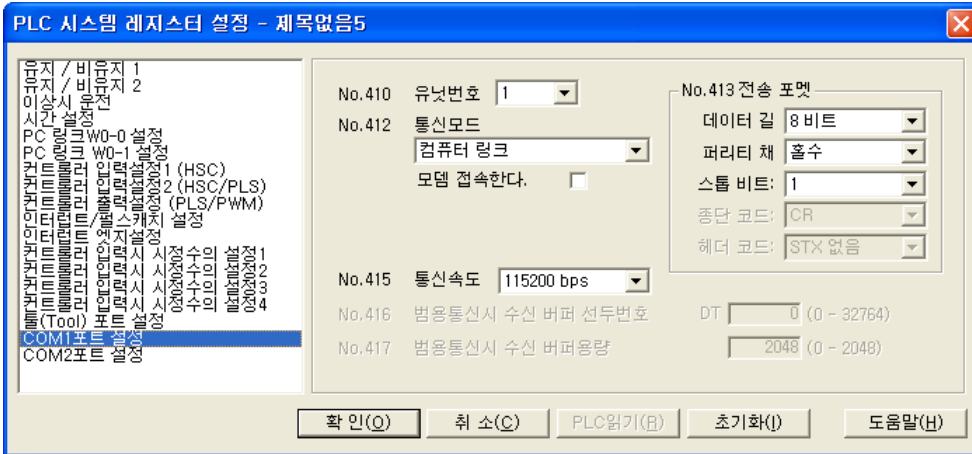 PLC 시스템 레지스터 설정 - 제목없음5
유지 / 비유지 1
유지 / 비유지 2
이상시 운전
시간 설정
PC 링크W0-0 설정
PC 링크 W0-1 설정
컨트롤러 입력설정1 (HSC)
컨트롤러 입력설정2 (HSC/PLS)
컨트롤러 출력설정 (PLS/PWM)
인터럽트/펄스캐치 설정
인터럽트 엣지설정
컨트롤러 입력시 시정수의 설정1
컨트롤러 입력시 시정수의 설정2
컨트롤러 입력시 시정수의 설정3
컨트롤러 입력시 시정수의 설정4
툴(Tool) 포트 설정
COM1포트 설정
COM2포트 설정
No.410 유닛번호 1
No.412 통신모드
컴퓨터 링크
모뎀 접속한다.
No.413 전송 포멧
데이터 길 8 비트
퍼리티 채 홀수
스톱 비트: 1
종단 코드: CR
헤더 코드: STX 없음
No.415 통신속도 115200 bps
No.416 범용통신시 수신 버퍼 선두번호 DT 0 (0 - 32764)
No.417 범용통신시 수신 버퍼용량 2048 (0 - 2048)
확 인(O) 취 소(C) PLC읽기(R) 초기화(I) 도움말(H)